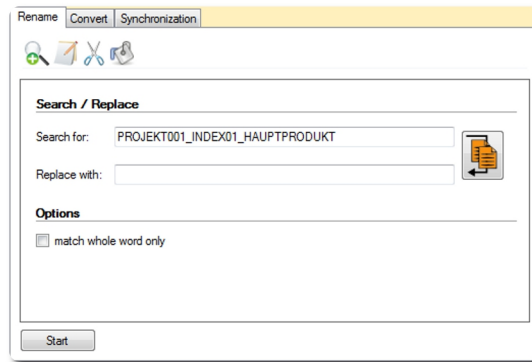 Rename Convert Synchronization
Search / Replace
Search for: PROJEKT001_INDEX01_HAUPTPRODUKT
Replace with:
Options
match whole word only
Start